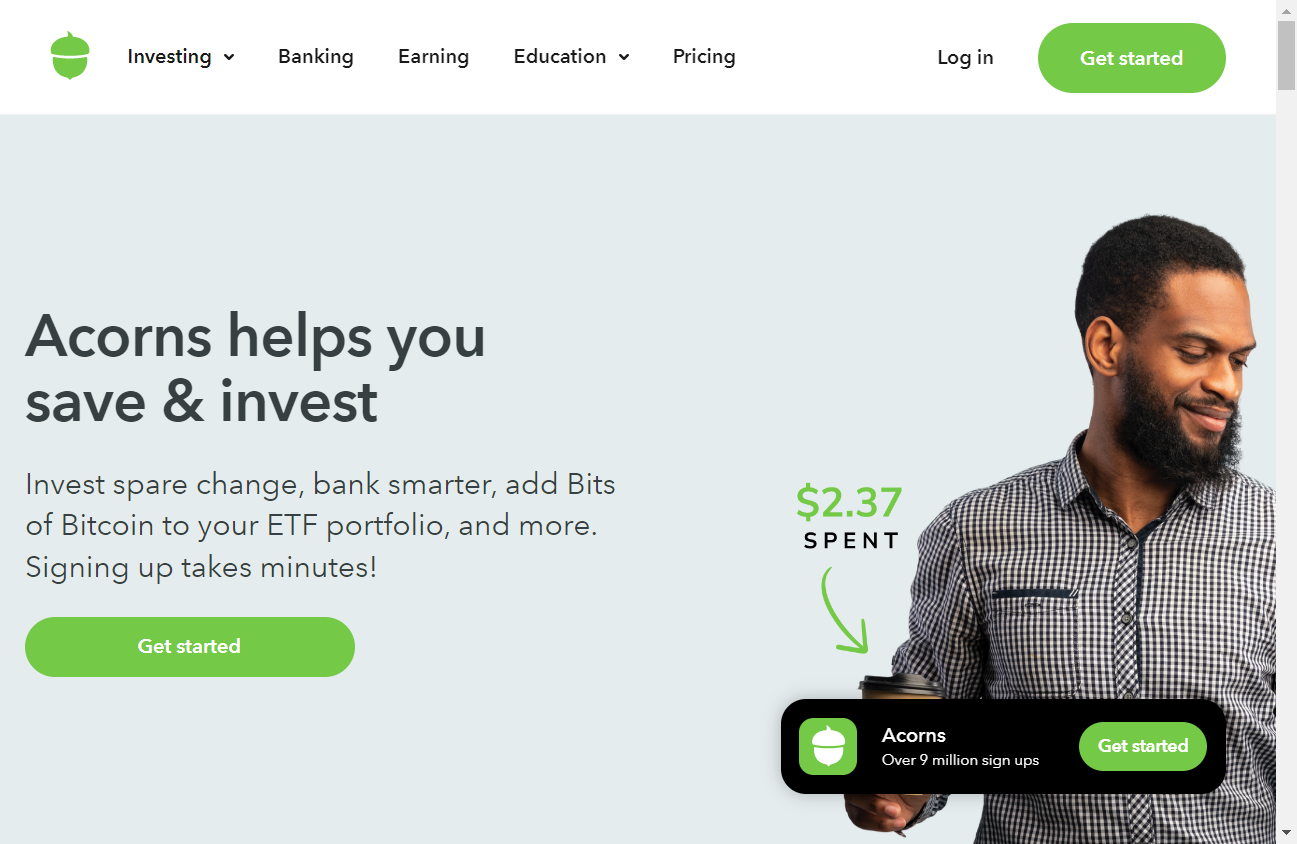 Investing
Banking
Earning
Education
Pricing
Log in
Get started
Acorns helps you
save & invest
Invest spare change, bank smarter, add Bits
of Bitcoin to your ETF portfolio, and more.
Signing up takes minutes!
Get started
$2.37
SPENT
Acorns
Over 9 million sign ups
Get started